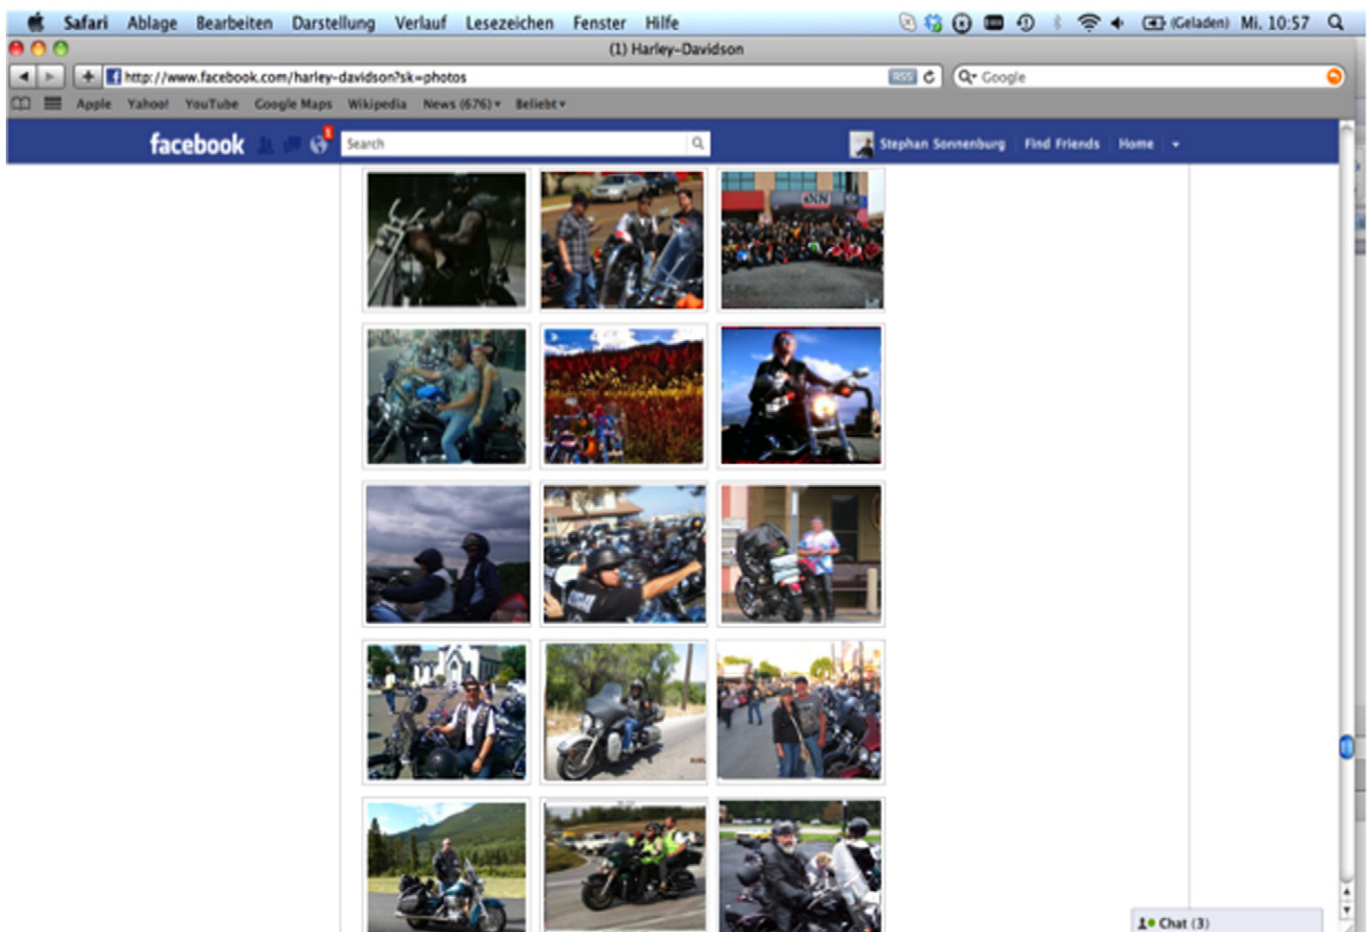 Safari Ablage Bearbeiten Darstellung Verlauf Lesezeichen Fenster Hilfe (Geladen) Mi. 10:57
(1) Harley-Davidson
http://www.facebook.com/harley-davidson?sk=photos RSS Google
Apple Yahoo! YouTube Google Maps Wikipedia News (676) Beliebt
facebook Search Stephan Sonnenburg Find Friends Home
Chat (3)